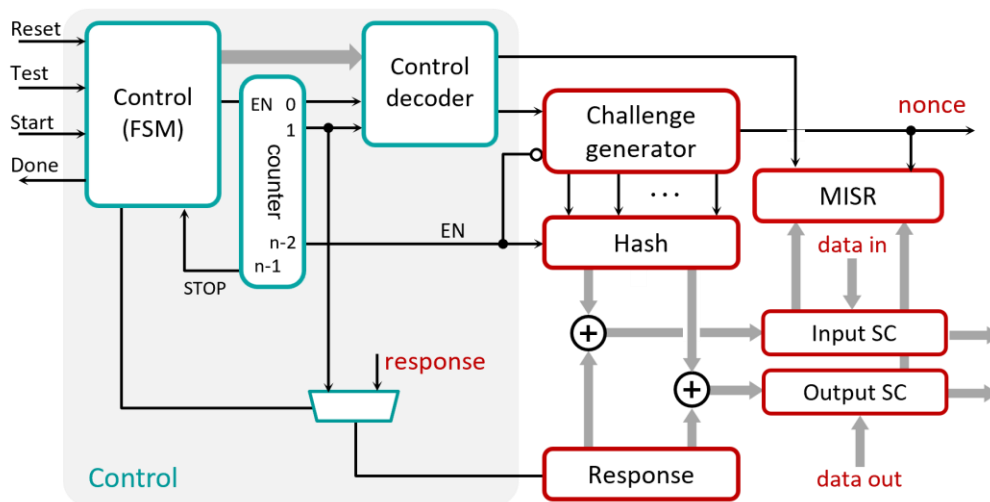 Reset
Test
Start
Done
Control
(FSM)
EN
0
1
counter
n-2
n-1
STOP
Control
decoder
Challenge
generator
nonce
...
MISR
EN
Hash
data in
+
Input SC
response
+
Output SC
Response
data out
Control